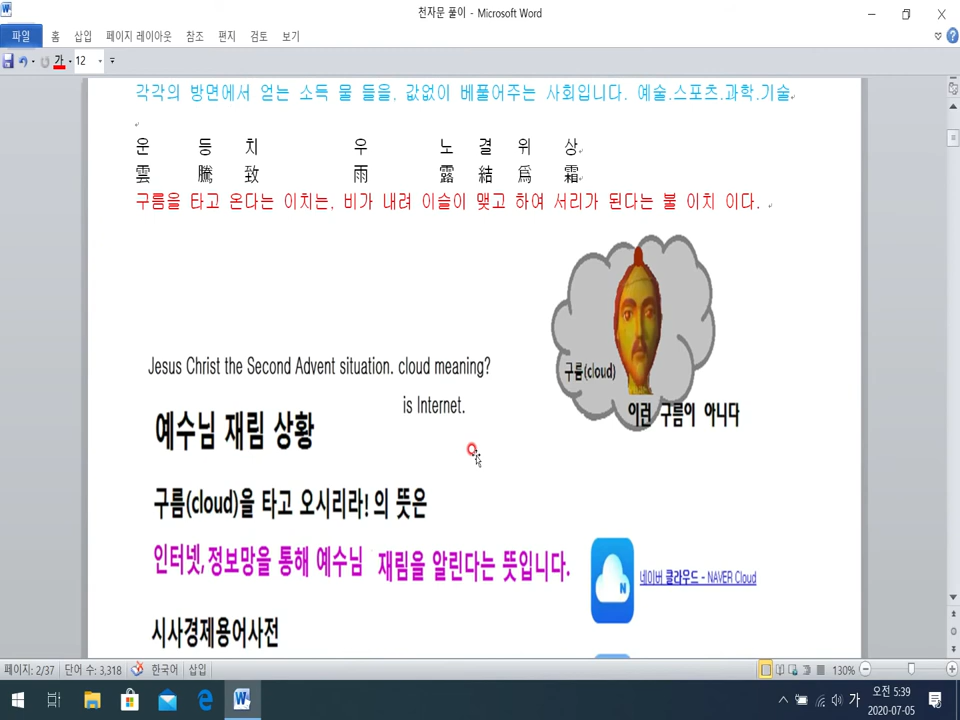 천자문 풀이 - Microsoft Word
파일 홈 삽입 페이지 레이아웃 참조 편지 검토 보기
가 12
각각의 방면에서 얻는 소득 물 들을, 값없이 베풀어주는 사회입니다. 예술.스포츠.과학.기술
운 등 치 우 노 결 위 상
雲 騰 致 雨 露 結 爲 霜
구름을 타고 온다는 이치는, 비가 내려 이슬이 맺고 하여 서리가 된다는 불 이치 이다.
Jesus Christ the Second Advent situation. cloud meaning?
is Internet.
구름(cloud)
이런 구름이 아니다
예수님 재림 상황
구름(cloud)을 타고 오시리라!의 뜻은
인터넷,정보망을 통해 예수님 재림을 알린다는 뜻입니다.
N
네이버 클라우드 - NAVER Cloud
시사경제용어사전
페이지: 2/37 단어 수: 3,318 한국어 삽입 130%
가 오전 5:39
2020-07-05